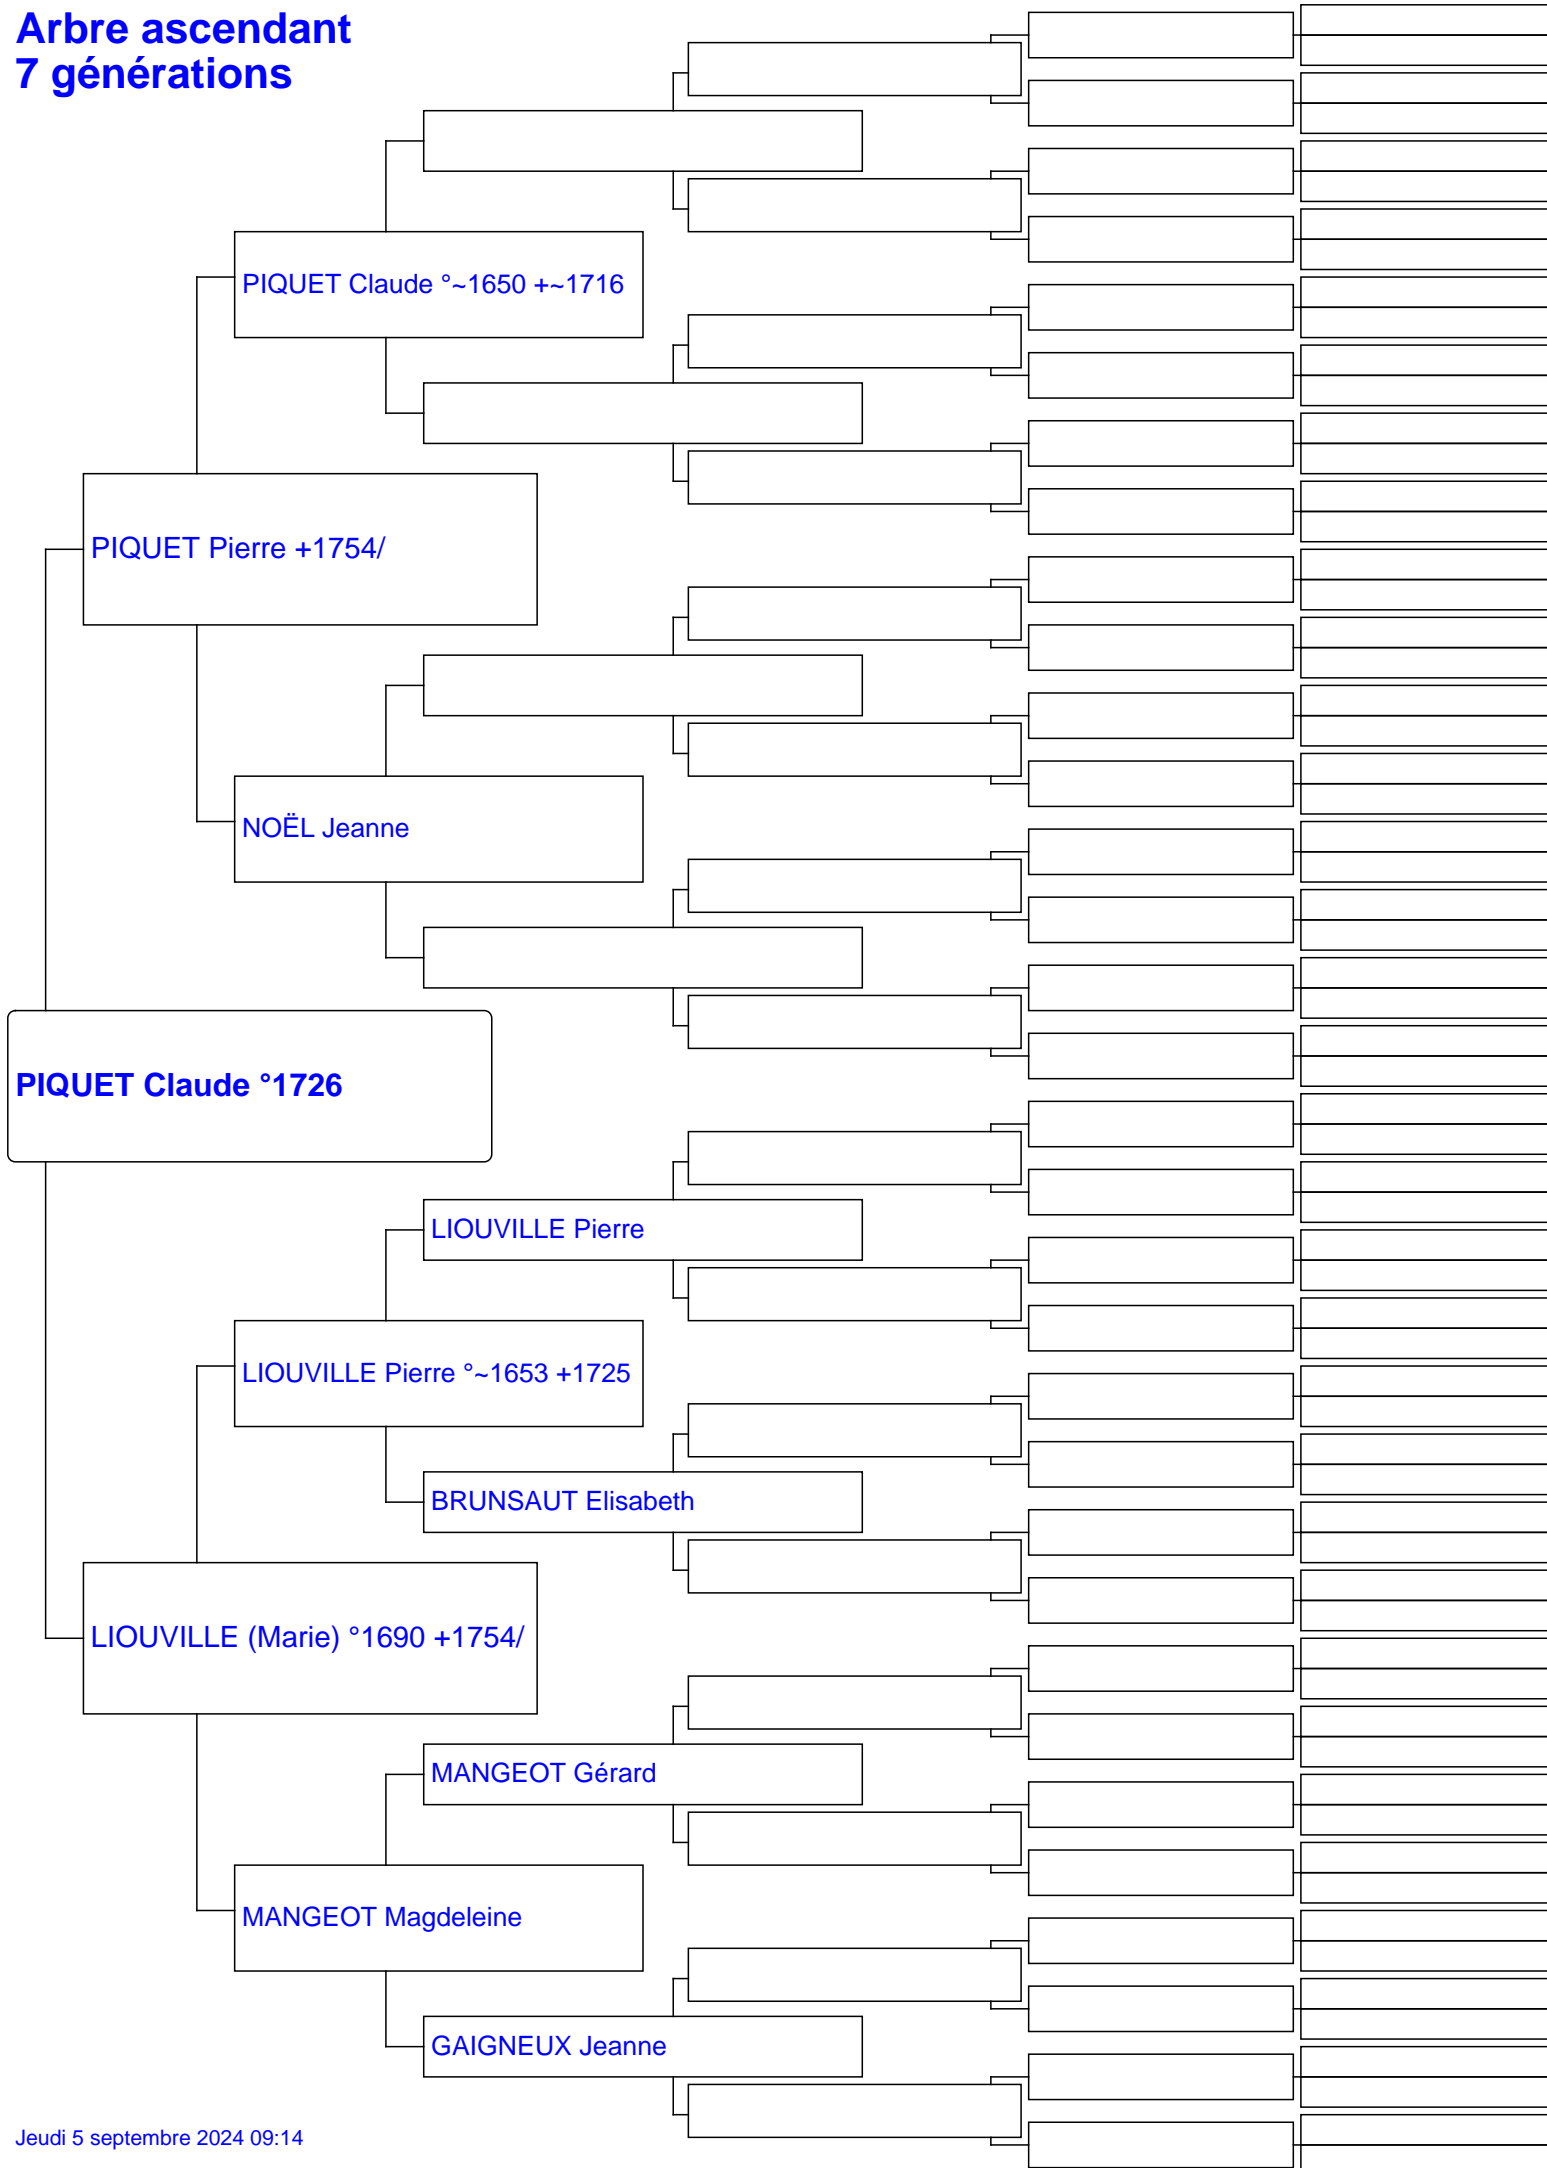 Arbre ascendant
7 générations
PIQUET Claude °~1650 +~1716
PIQUET Pierre +1754/
NOËL Jeanne
PIQUET Claude °1726
LIOUVILLE Pierre
LIOUVILLE Pierre °~1653 +1725
BRUNSAUT Elisabeth
LIOUVILLE (Marie) °1690 +1754/
MANGEOT Gérard
MANGEOT Magdeleine
GAIGNEUX Jeanne
Jeudi 5 septembre 2024 09:14